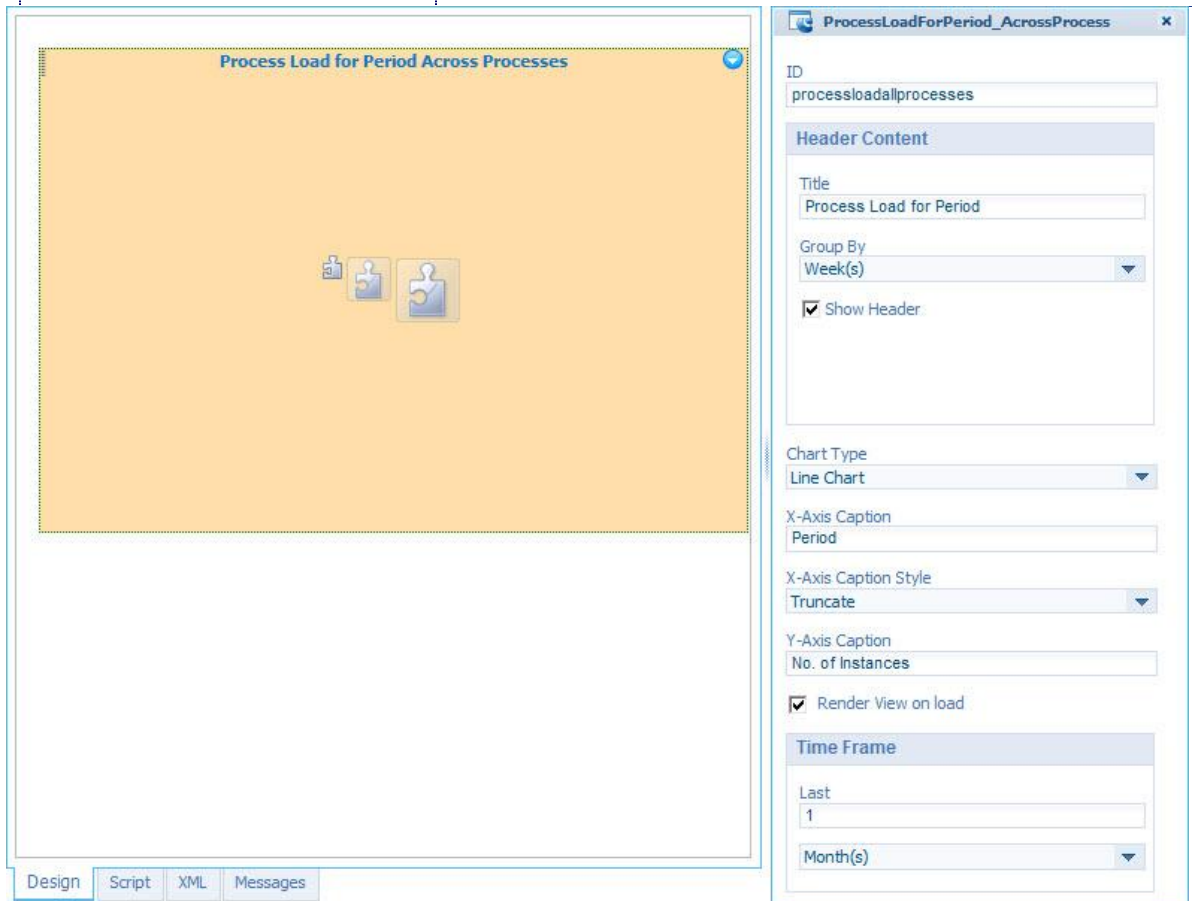 Process Load for Period Across Processes
Design
Script
XML
Messages
ProcessLoadForPeriod_AcrossProcess
ID
processloadallprocesses
Header Content
Title
Process Load for Period
Group By
Week(s)
Show Header
Chart Type
Line Chart
X-Axis Caption
Period
X-Axis Caption Style
Truncate
Y-Axis Caption
No. of Instances
Render View on load
Time Frame
Last
1
Month(s)